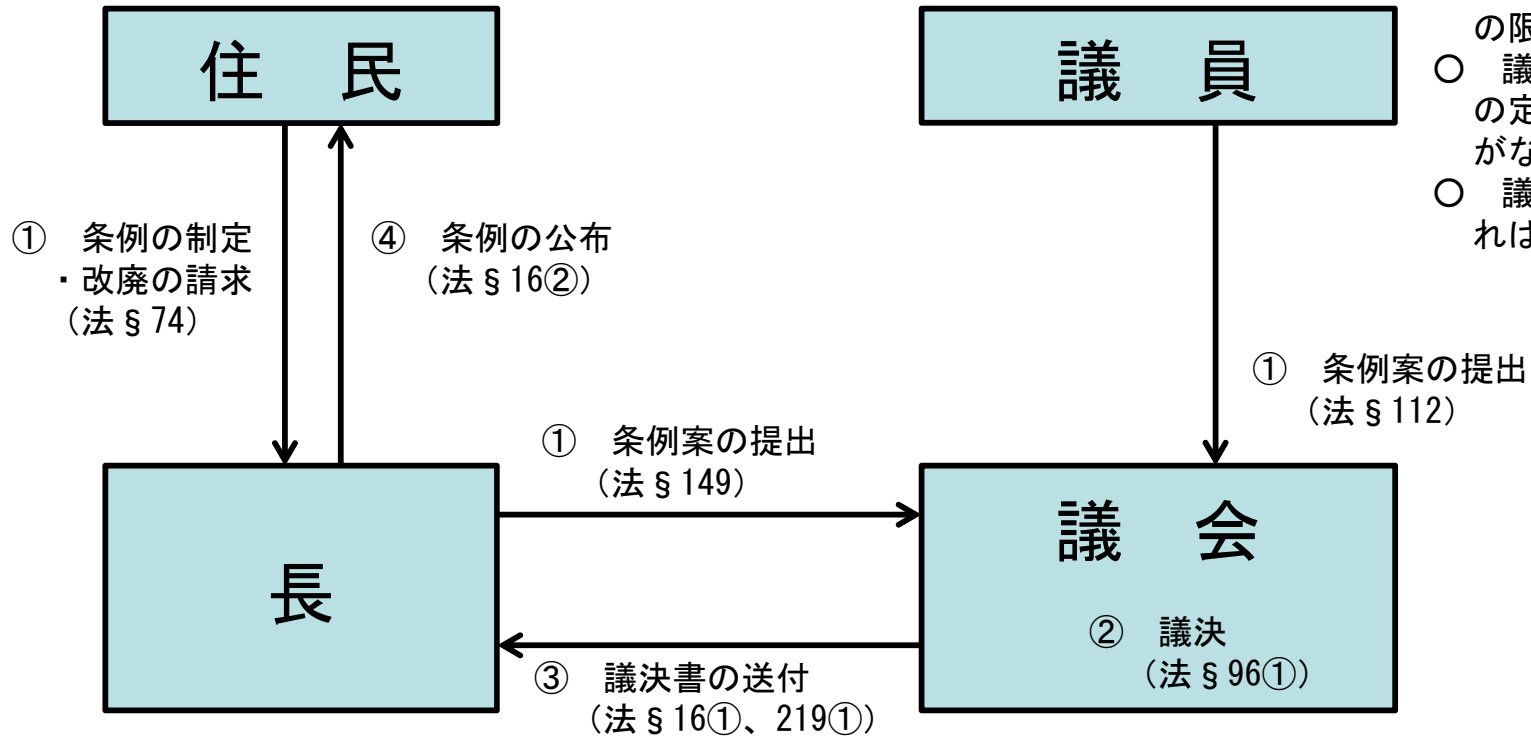 住　民
議　員
の限
○　議
の定
がな
○　議
れは
①　条例の制定
・改廃の請求
（法§74）
④　条例の公布
（法§16②）
①　条例案の提出
（法§112）
①　条例案の提出
（法§149）
長
議　会
②　議決
（法§96①）
③　議決書の送付
（法§16①、219①）